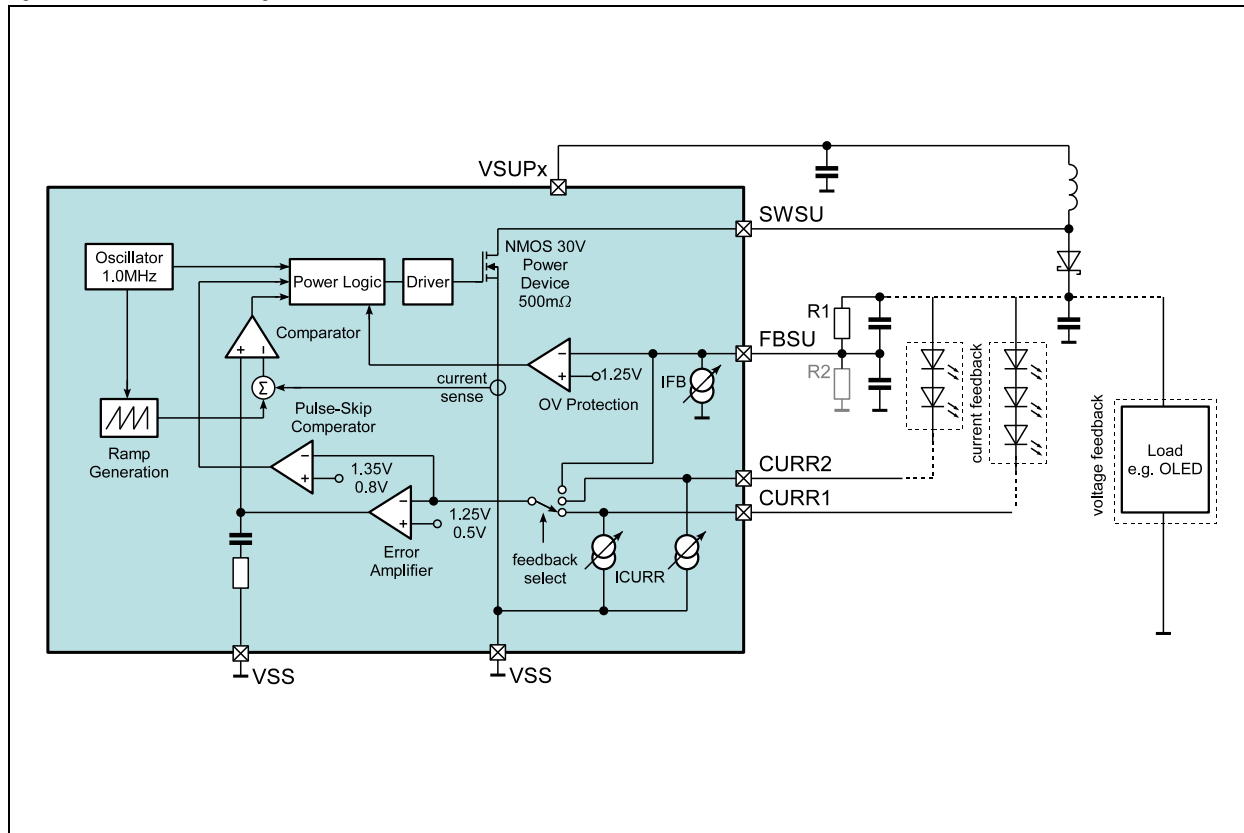 VSUPx
SWSU
Oscillator
1.0MHz
Power Logic
Driver
NMOS 30V
Power
Device
500mΩ
Comparator
+
−
R1
FBSU
−
+
1.25V
IFB
R2
OV Protection
current
sense
Σ
Ramp
Generation
Pulse-Skip
Comperator
−
+
1.35V
0.8V
CURR2
CURR1
−
+
1.25V
0.5V
Error
Amplifier
feedback
select
ICURR
current feedback
voltage feedback
Load
e.g. OLED
VSS
VSS